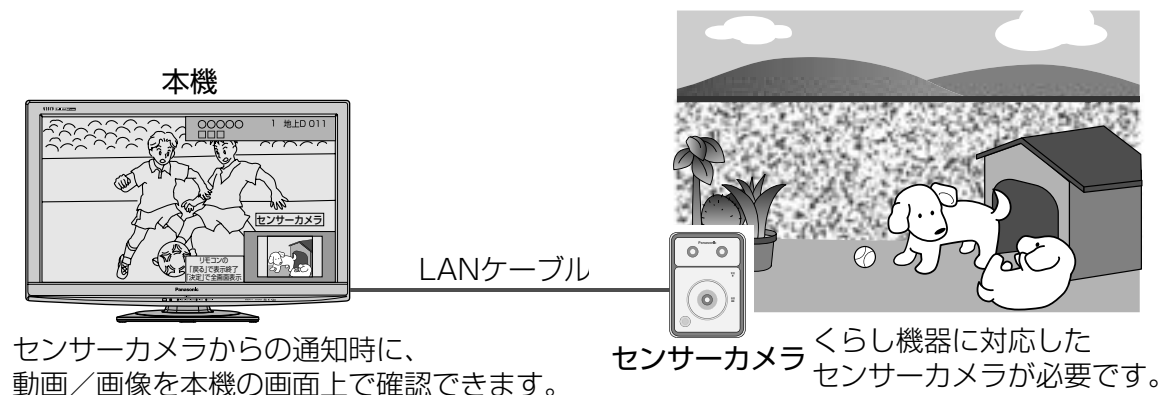 本機
○○○○○ 1 地上D 011
□□□
センサーカメラ
リモコンの
「戻る」で表示終了
「決定」で全画面表示
Panasonic
LANケーブル
Panasonic
センサーカメラからの通知時に、
動画／画像を本機の画面上で確認できます。
センサーカメラ
くらし機器に対応した
センサーカメラが必要です。